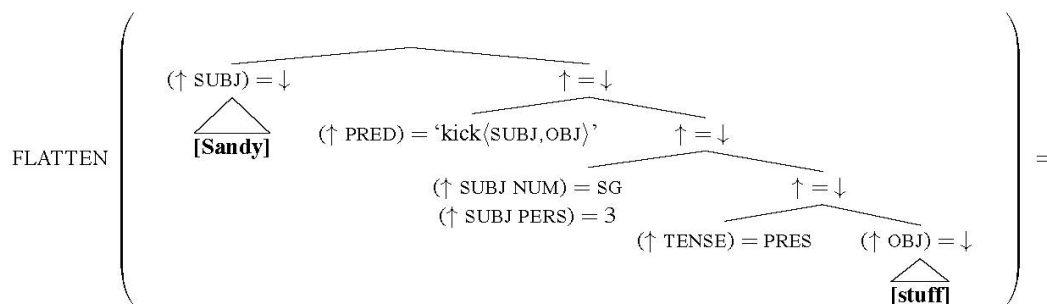 (↑ SUBJ) = ↓ ↑ = ↓
[Sandy] (↑ PRED) = ‘kick⟨SUBJ,OBJ⟩’ ↑ = ↓
FLATTEN =
(↑ SUBJ NUM) = SG ↑ = ↓
(↑ SUBJ PERS) = 3
(↑ TENSE) = PRES (↑ OBJ) = ↓
[stuff]